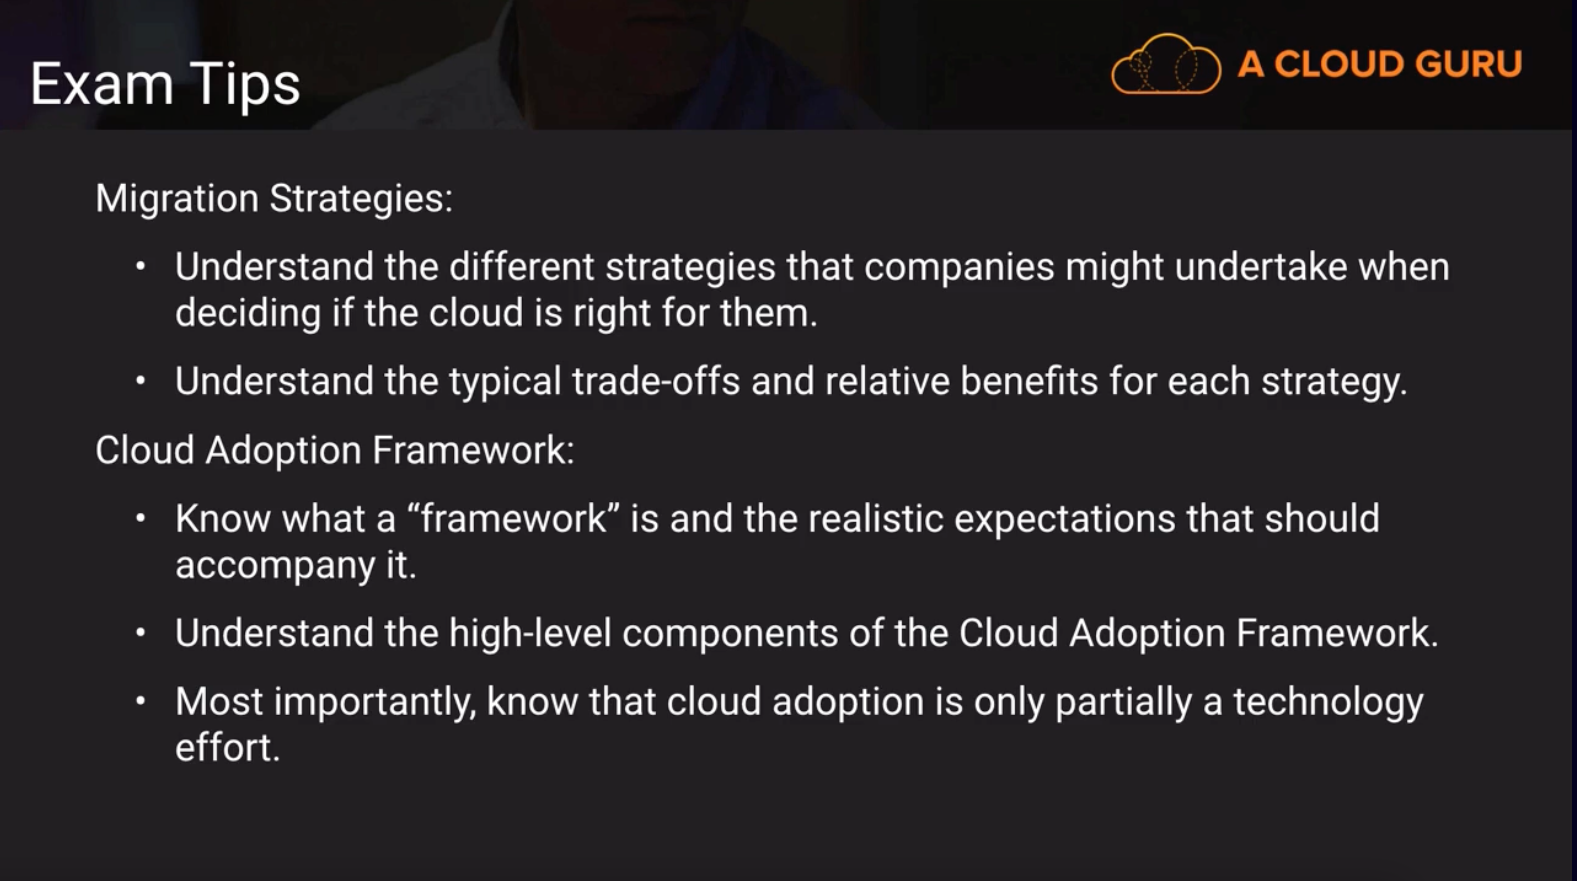 Exam Tips
A CLOUD GURU
Migration Strategies:
• Understand the different strategies that companies might undertake when
deciding if the cloud is right for them.
• Understand the typical trade-offs and relative benefits for each strategy.
Cloud Adoption Framework:
• Know what a “framework” is and the realistic expectations that should
accompany it.
• Understand the high-level components of the Cloud Adoption Framework.
• Most importantly, know that cloud adoption is only partially a technology
effort.